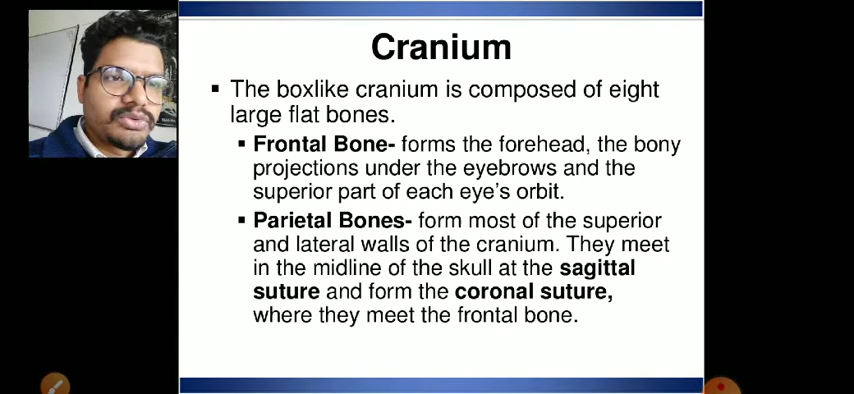 Cranium
▪ The boxlike cranium is composed of eight
large flat bones.
▪ Frontal Bone- forms the forehead, the bony
projections under the eyebrows and the
superior part of each eye's orbit.
▪ Parietal Bones- form most of the superior
and lateral walls of the cranium. They meet
in the midline of the skull at the sagittal
suture and form the coronal suture,
where they meet the frontal bone.